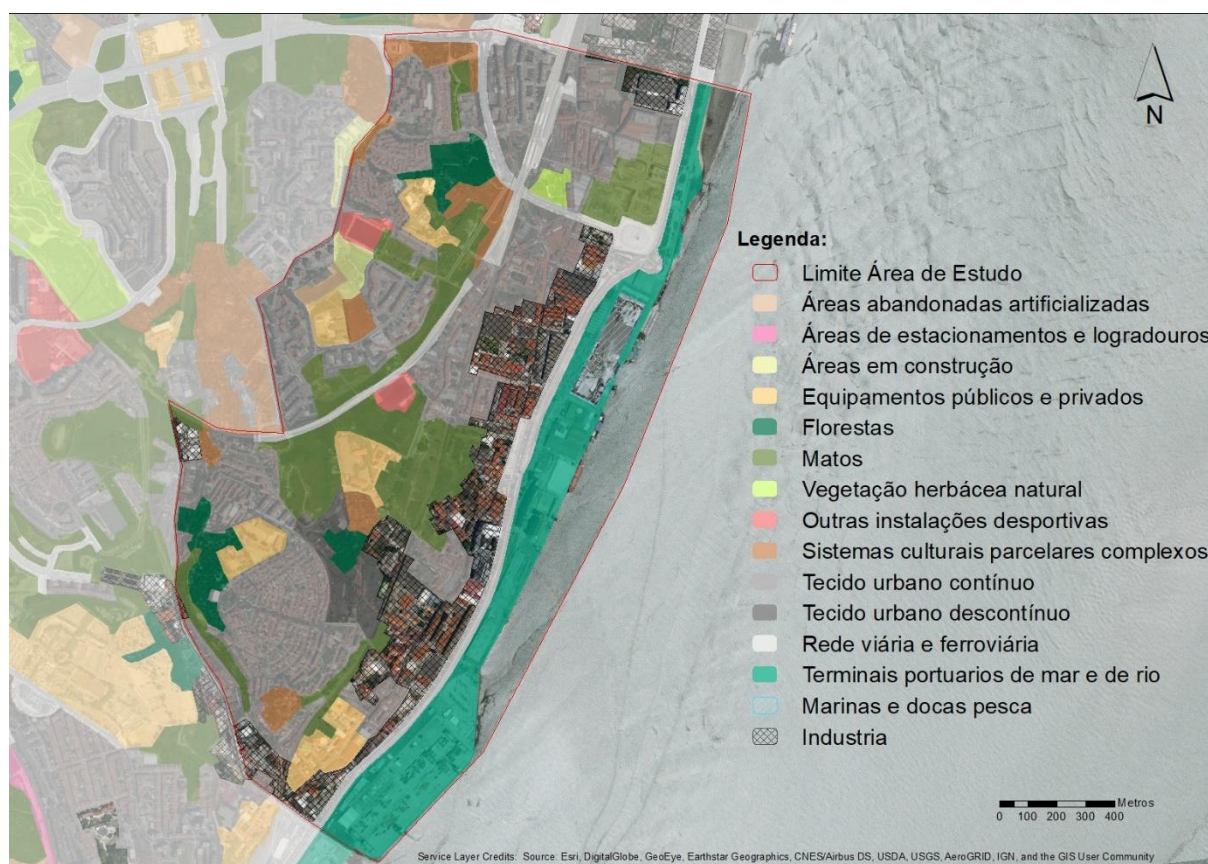 N
Legenda:
Limite Área de Estudo
Áreas abandonadas artificializadas
Áreas de estacionamentos e logradouros
Áreas em construção
Equipamentos públicos e privados
Florestas
Matos
Vegetação herbácea natural
Outras instalações desportivas
Sistemas culturais parcelares complexos
Tecido urbano contínuo
Tecido urbano descontínuo
Rede viária e ferroviária
Terminais portuarios de mar e de rio
Marinas e docas pesca
Industria
Metros
0 100 200 300 400
Service Layer Credits: Source: Esri, DigitalGlobe, GeoEye, Earthstar Geographics, CNES/Airbus DS, USDA, USGS, AeroGRID, IGN, and the GIS User Community